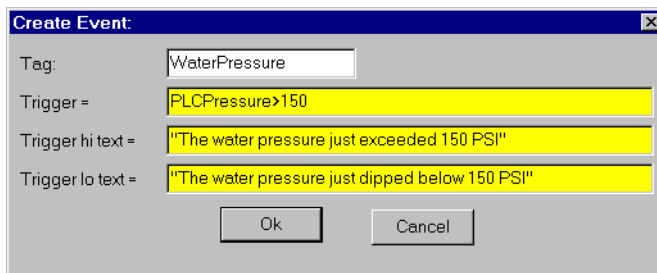 Create Event:
Tag: WaterPressure
Trigger = PLCPressure>150
Trigger hi text = "The water pressure just exceeded 150 PSI"
Trigger lo text = "The water pressure just dipped below 150 PSI"
Ok Cancel